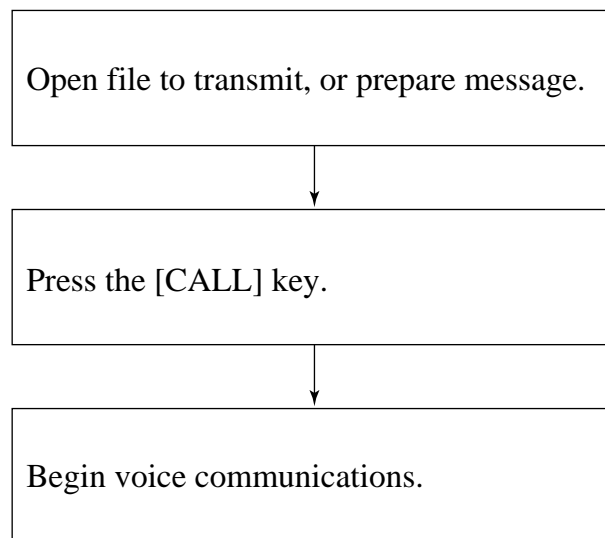 Open file to transmit, or prepare message.
Press the [CALL] key.
Begin voice communications.